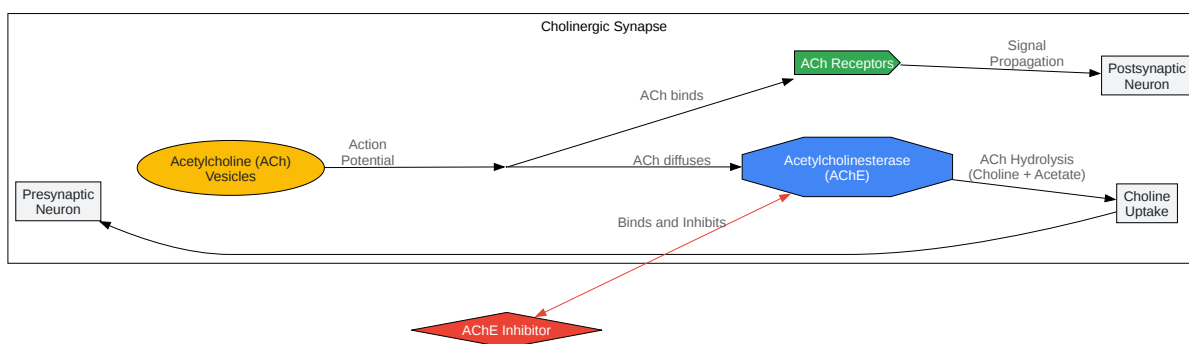 Cholinergic Synapse
Signal
Propagation
ACh Receptors
Postsynaptic
Neuron
ACh binds
Action
Potential
Acetylcholine (ACh)
Vesicles
ACh diffuses
Acetylcholinesterase
(AChE)
ACh Hydrolysis
(Choline + Acetate)
Presynaptic
Neuron
Choline
Uptake
Binds and Inhibits
AChE Inhibitor